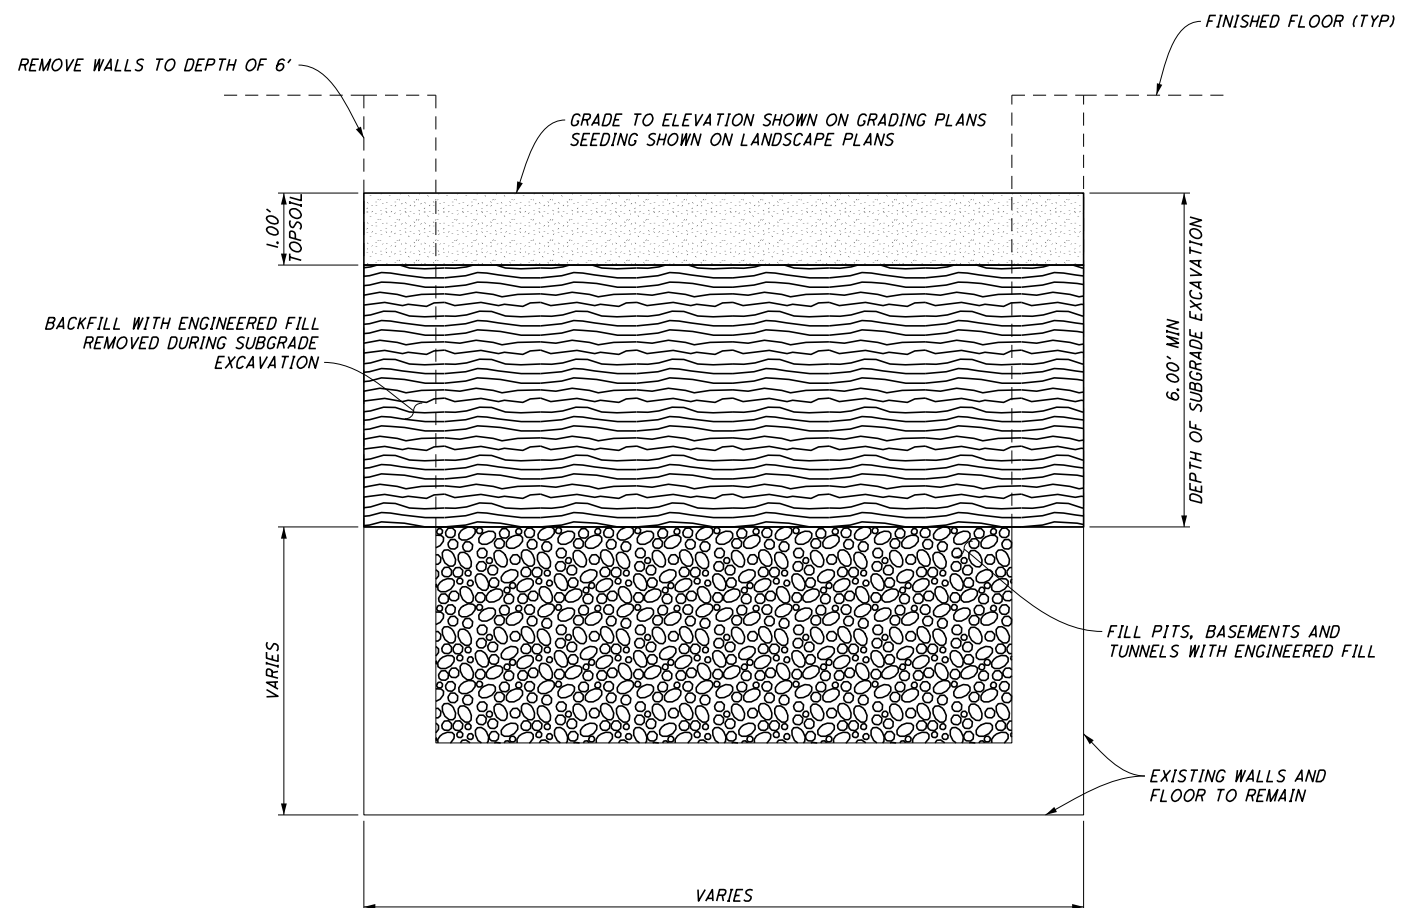 FINISHED FLOOR (TYP)
REMOVE WALLS TO DEPTH OF 6'
GRADE TO ELEVATION SHOWN ON GRADING PLANS
SEEDING SHOWN ON LANDSCAPE PLANS
1.00'
TOPSOIL
6.00' MIN
DEPTH OF SUBGRADE EXCAVATION
BACKFILL WITH ENGINEERED FILL
REMOVED DURING SUBGRADE
EXCAVATION
VARIES
FILL PITS, BASEMENTS AND
TUNNELS WITH ENGINEERED FILL
EXISTING WALLS AND
FLOOR TO REMAIN
VARIES